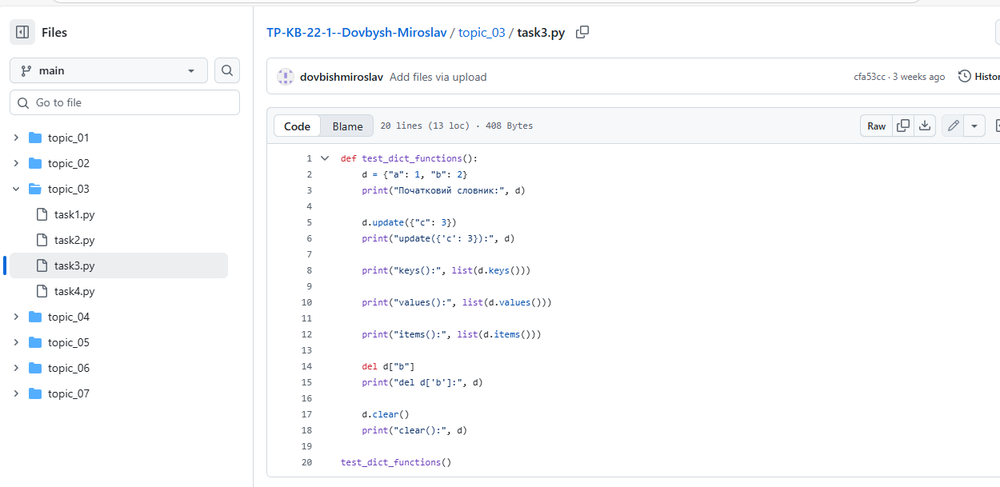 Files
main
Go to file
topic_01
topic_02
topic_03
task1.py
task2.py
task3.py
task4.py
topic_04
topic_05
topic_06
topic_07
TP-KB-22-1--Dovbysh-Miroslav / topic_03 / task3.py
dovbishmiroslav Add files via upload cfa53cc · 3 weeks ago
Code Blame 20 lines (13 loc) · 408 Bytes Raw
1 def test_dict_functions():
2 d = {"a": 1, "b": 2}
3 print("Початковий словник:", d)
4
5 d.update({"c": 3})
6 print("update({'c': 3}):", d)
7
8 print("keys():", list(d.keys()))
9
10 print("values():", list(d.values()))
11
12 print("items():", list(d.items()))
13
14 del d["b"]
15 print("del d['b']:", d)
16
17 d.clear()
18 print("clear():", d)
19
20 test_dict_functions()